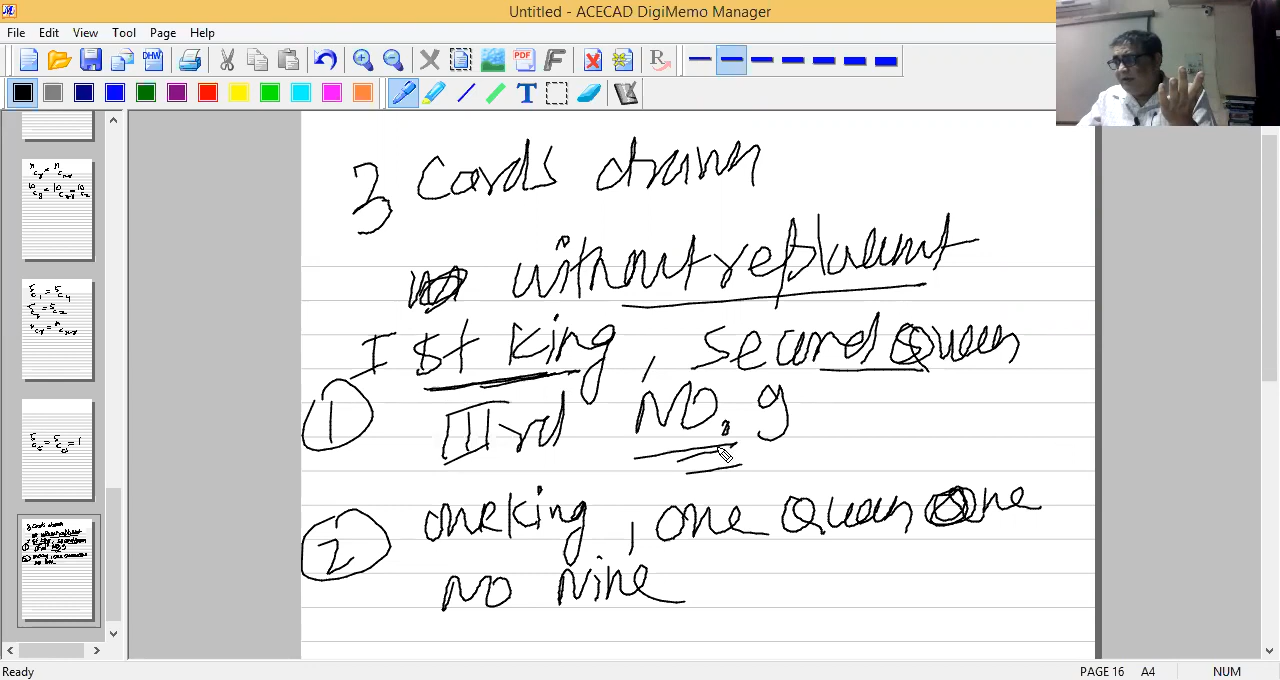 Untitled - ACECAD DigiMemo Manager
File Edit View Tool Page Help
3 cards drawn
without replacement
Ist king, second Queen
① IIIrd NO. 9
② one king, one Queen One
NO Nine
Ready
PAGE 16 A4 NUM